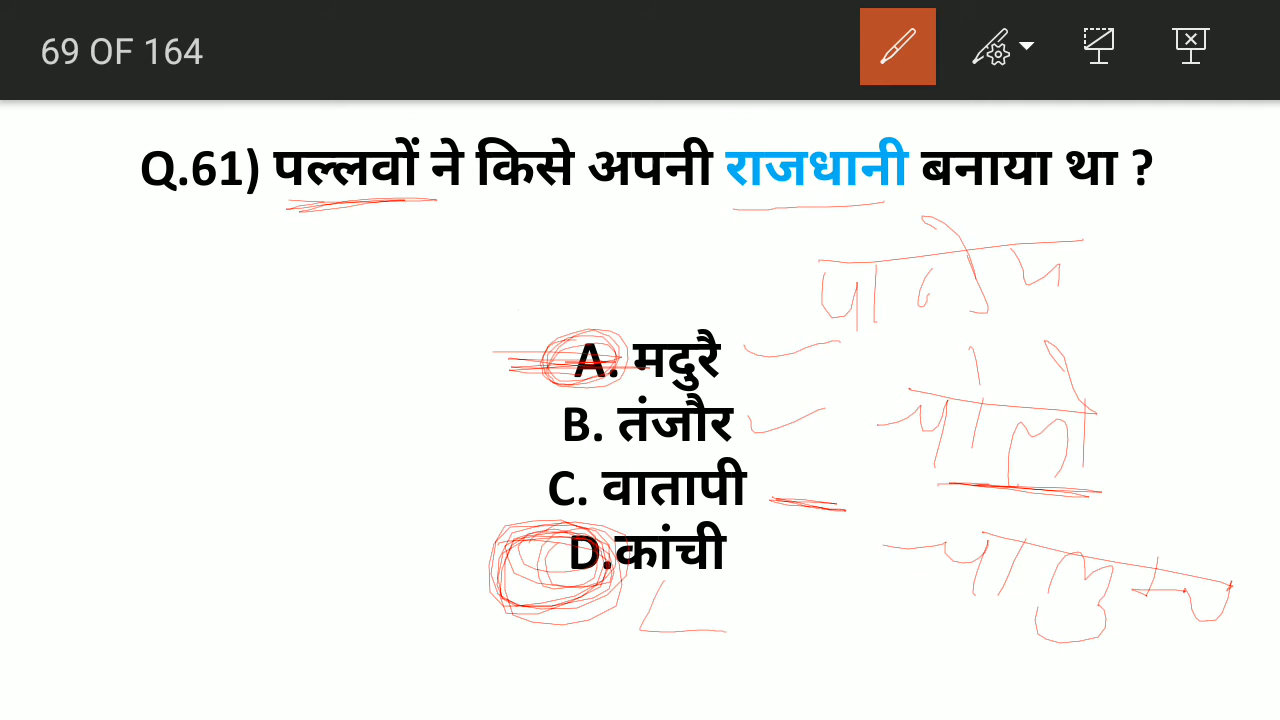 69 OF 164
Q.61) पल्लवों ने किसे अपनी राजधानी बनाया था ?
A. मदुरै
B. तंजौर
C. वातापी
D.कांची